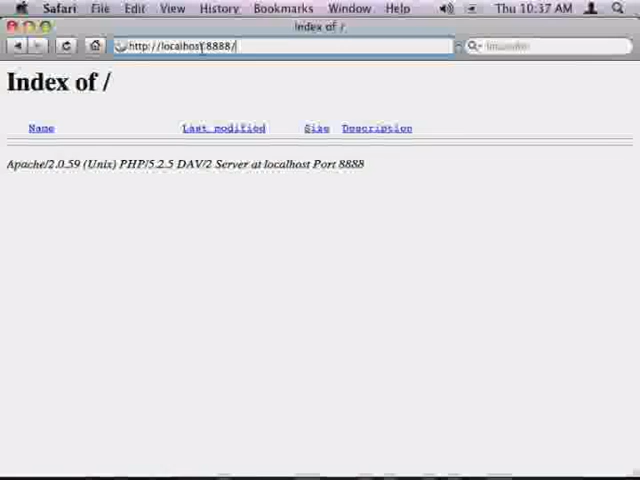 Safari File Edit View History Bookmarks Window Help Thu 10:37 AM
Index of /
http://localhost:8888/
Index of /
Name Last modified Size Description
Apache/2.0.59 (Unix) PHP/5.2.5 DAV/2 Server at localhost Port 8888